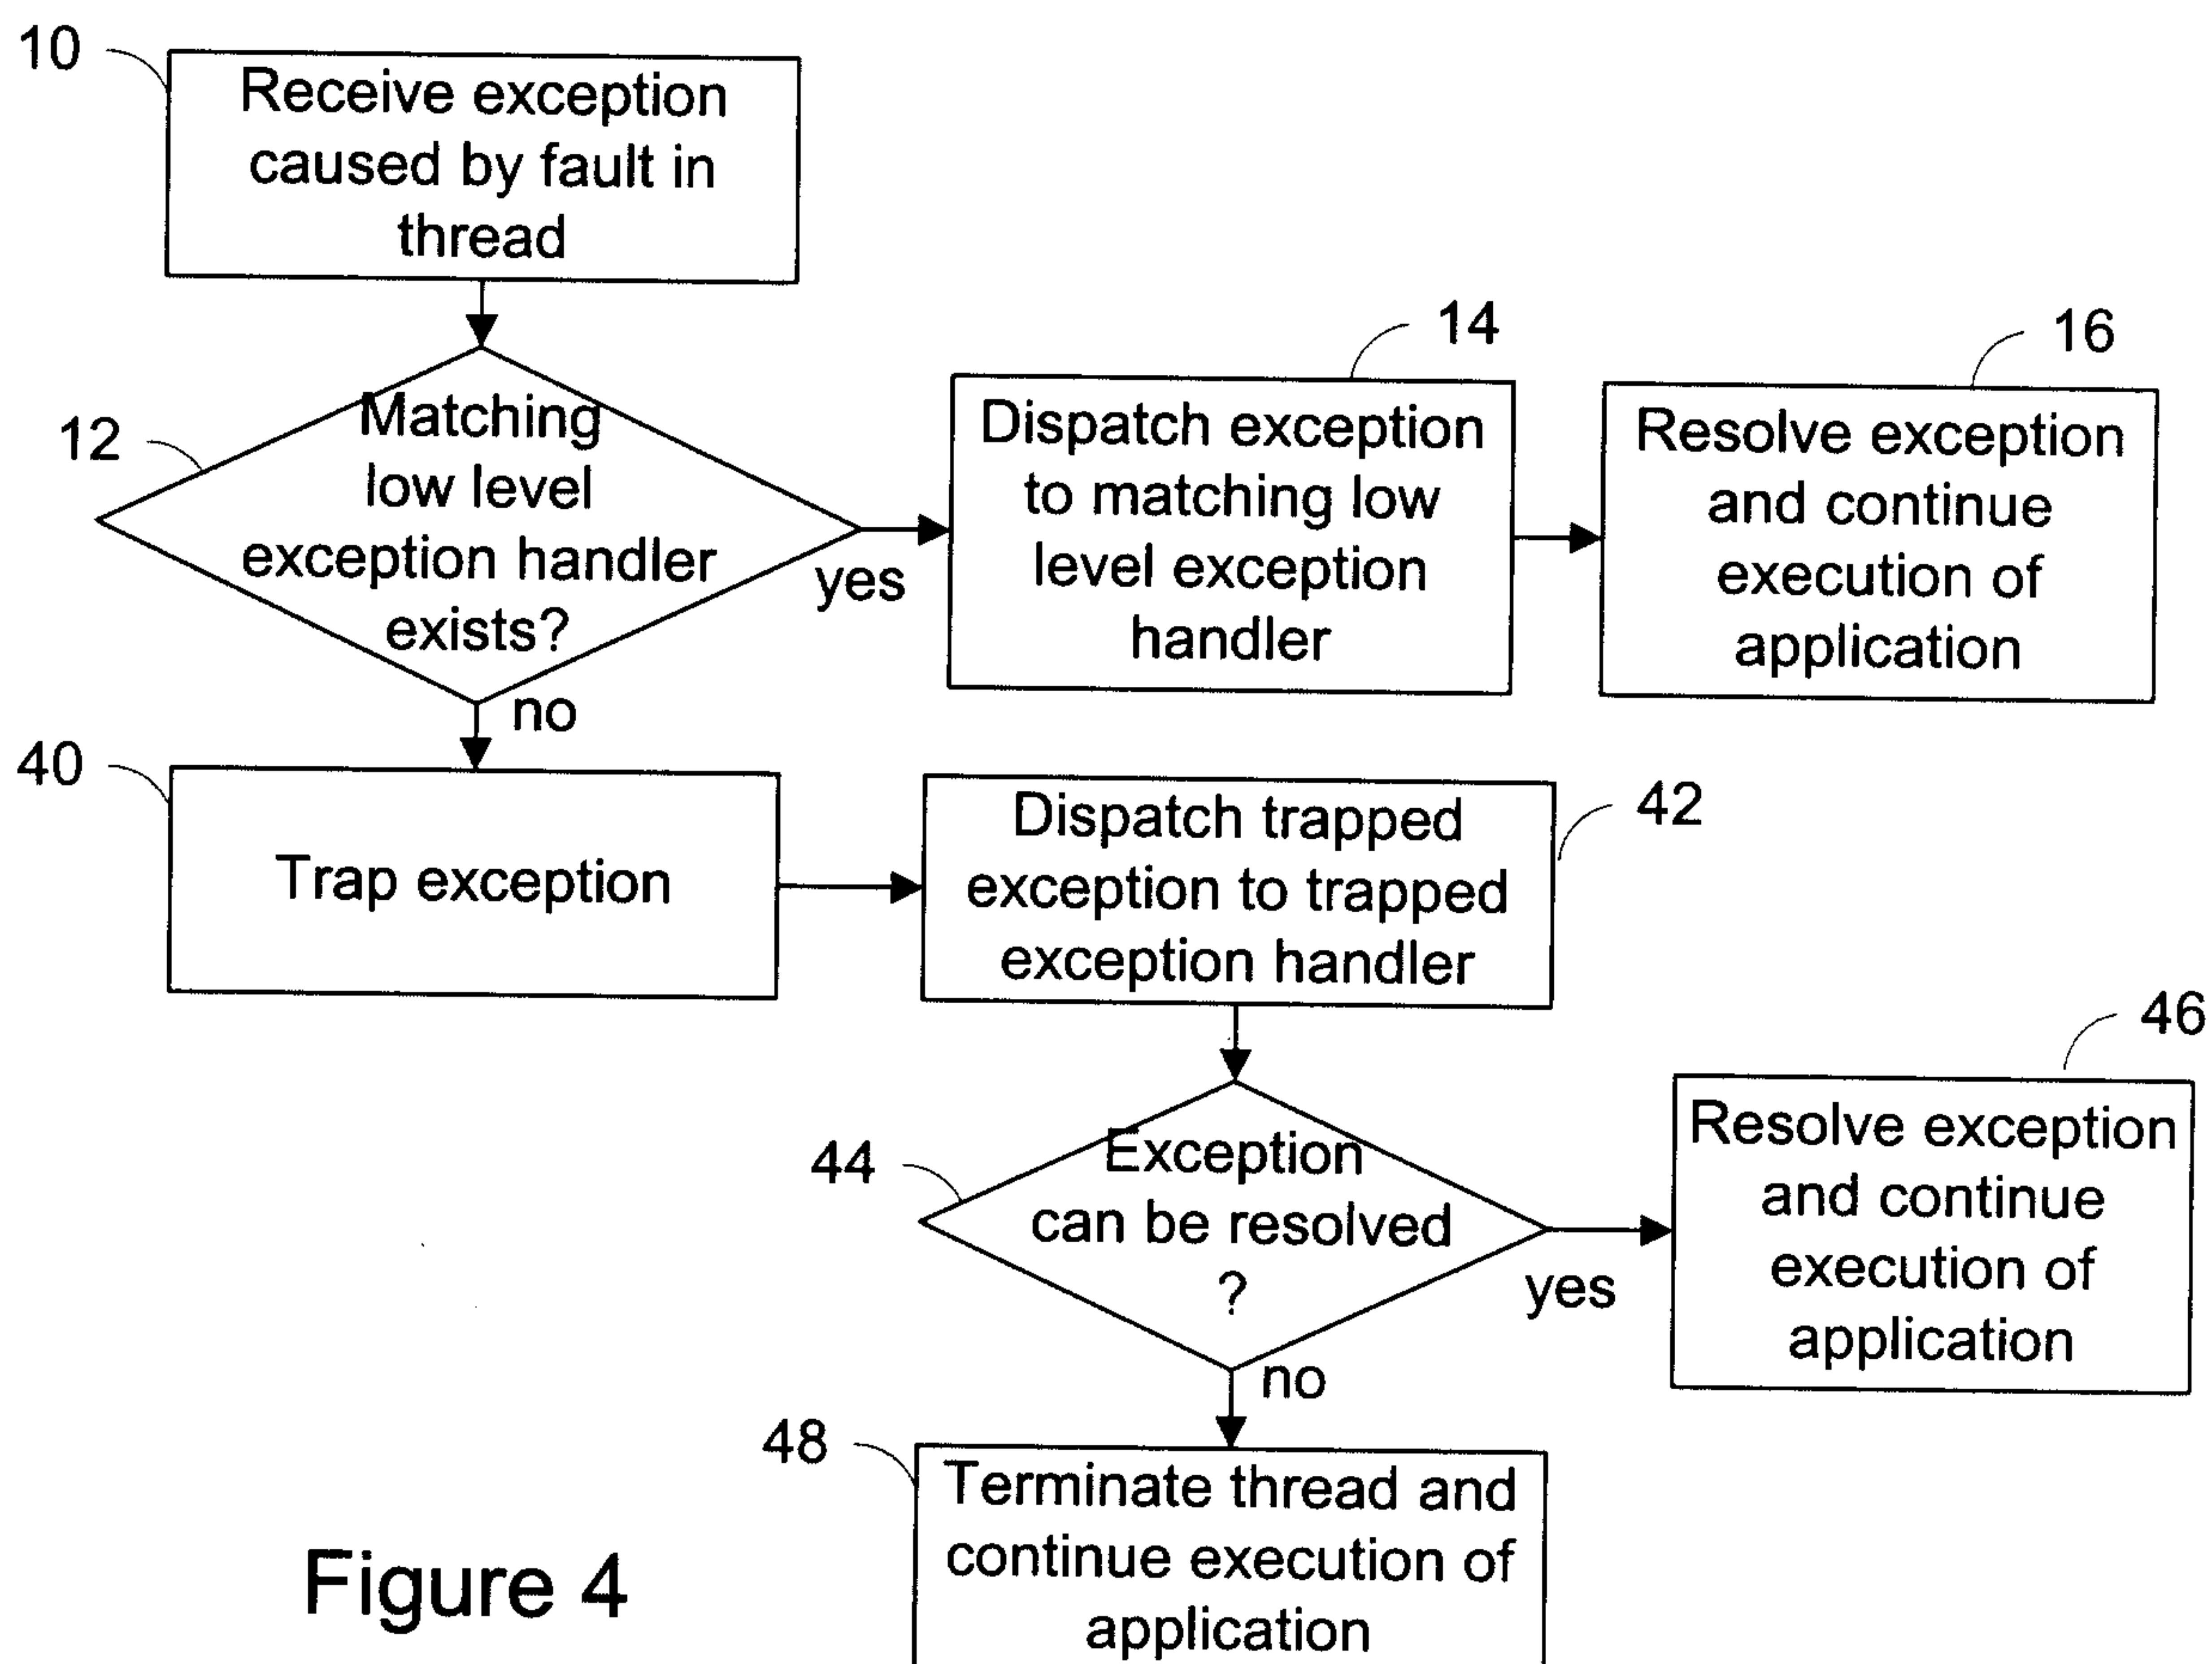 10
Receive exception
caused by fault in
thread
12
Matching
low level
exception handler
exists?
yes
no
14
Dispatch exception
to matching low
level exception
handler
16
Resolve exception
and continue
execution of
application
40
Trap exception
42
Dispatch trapped
exception to trapped
exception handler
44
Exception
can be resolved
?
yes
no
46
Resolve exception
and continue
execution of
application
48
Terminate thread and
continue execution of
application
Figure 4